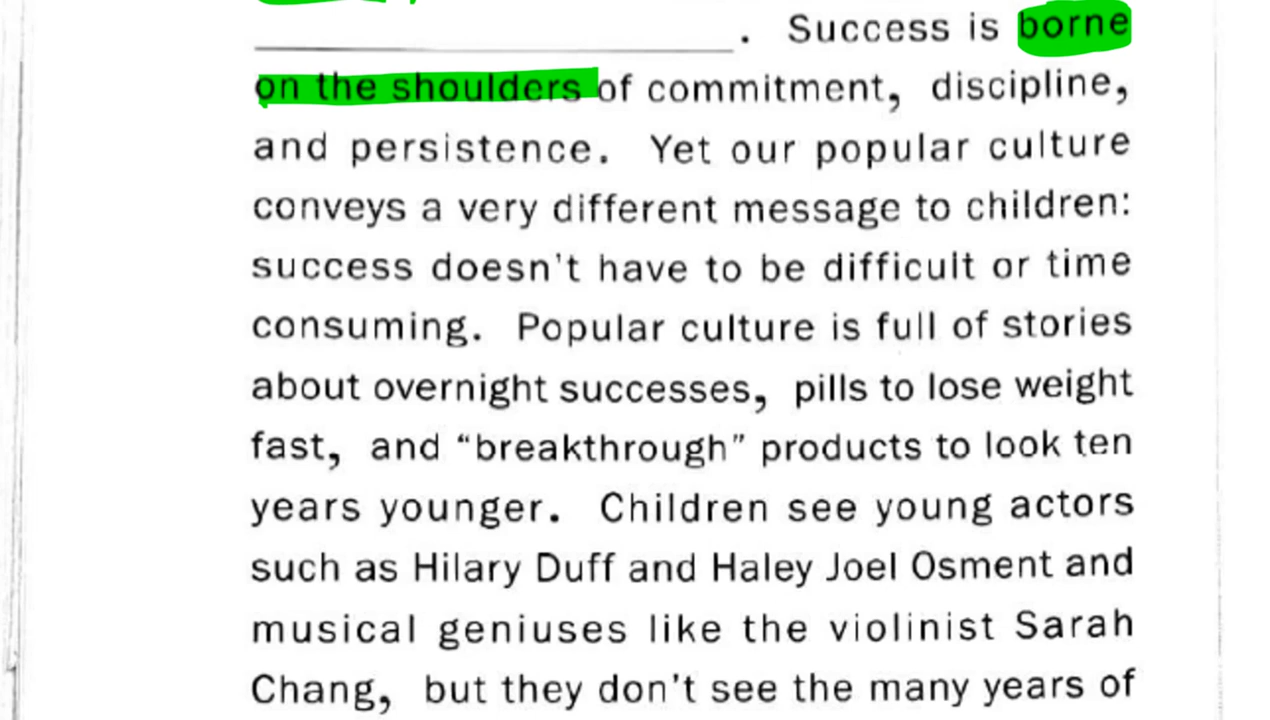 . Success is borne
on the shoulders of commitment, discipline,
and persistence. Yet our popular culture
conveys a very different message to children:
success doesn't have to be difficult or time
consuming. Popular culture is full of stories
about overnight successes, pills to lose weight
fast, and “breakthrough” products to look ten
years younger. Children see young actors
such as Hilary Duff and Haley Joel Osment and
musical geniuses like the violinist Sarah
Chang, but they don't see the many years of